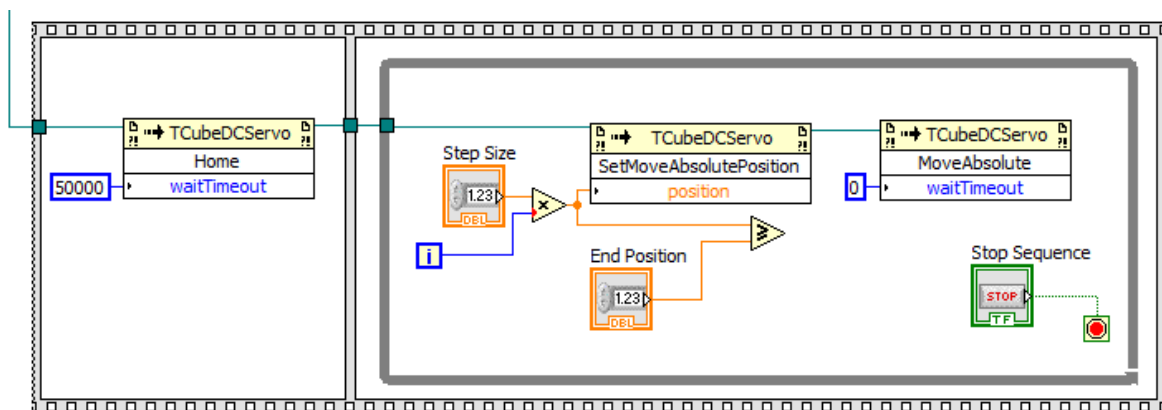 TCubeDCServo
Home
50000
waitTimeout
Step Size
1.23
DBL
i
TCubeDCServo
SetMoveAbsolutePosition
position
End Position
1.23
DBL
TCubeDCServo
MoveAbsolute
0
waitTimeout
Stop Sequence
STOP
TF